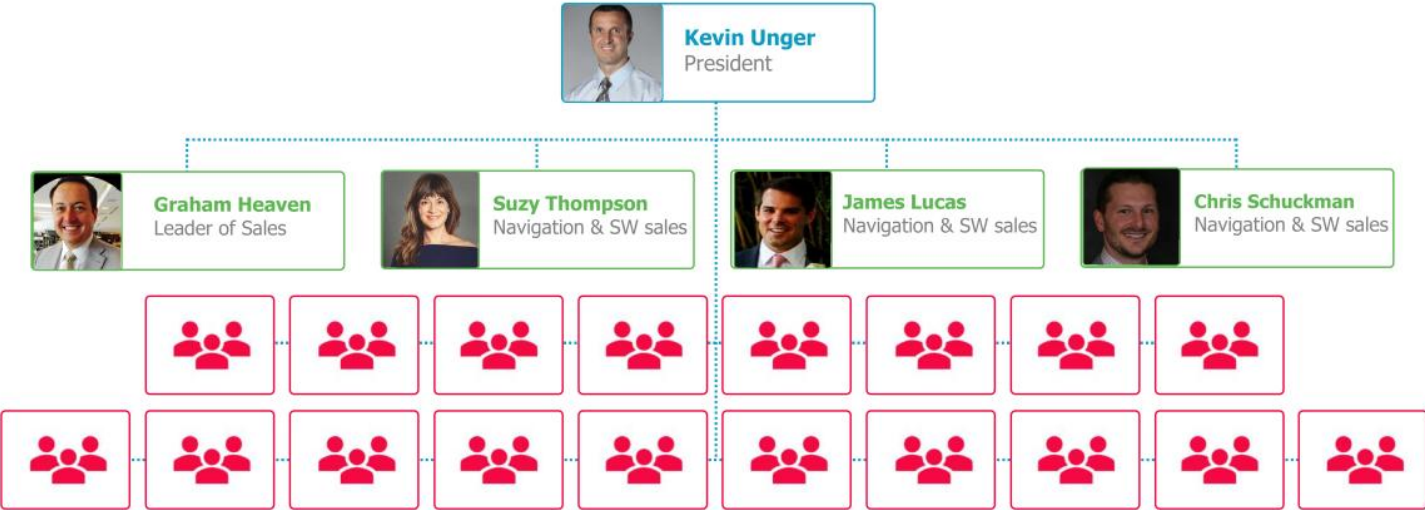 Kevin Unger
President
Graham Heaven
Leader of Sales
Suzy Thompson
Navigation & SW sales
James Lucas
Navigation & SW sales
Chris Schuckman
Navigation & SW sales